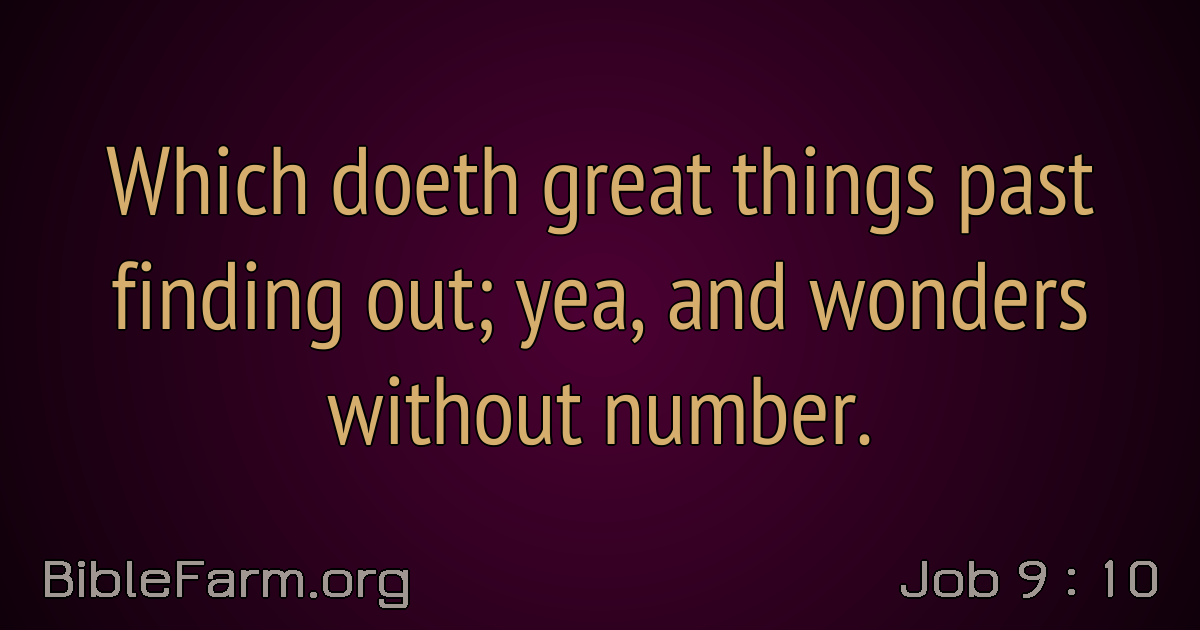 Which doeth great things past
finding out; yea, and wonders
without number.
BibleFarm.org
Job 9 : 10